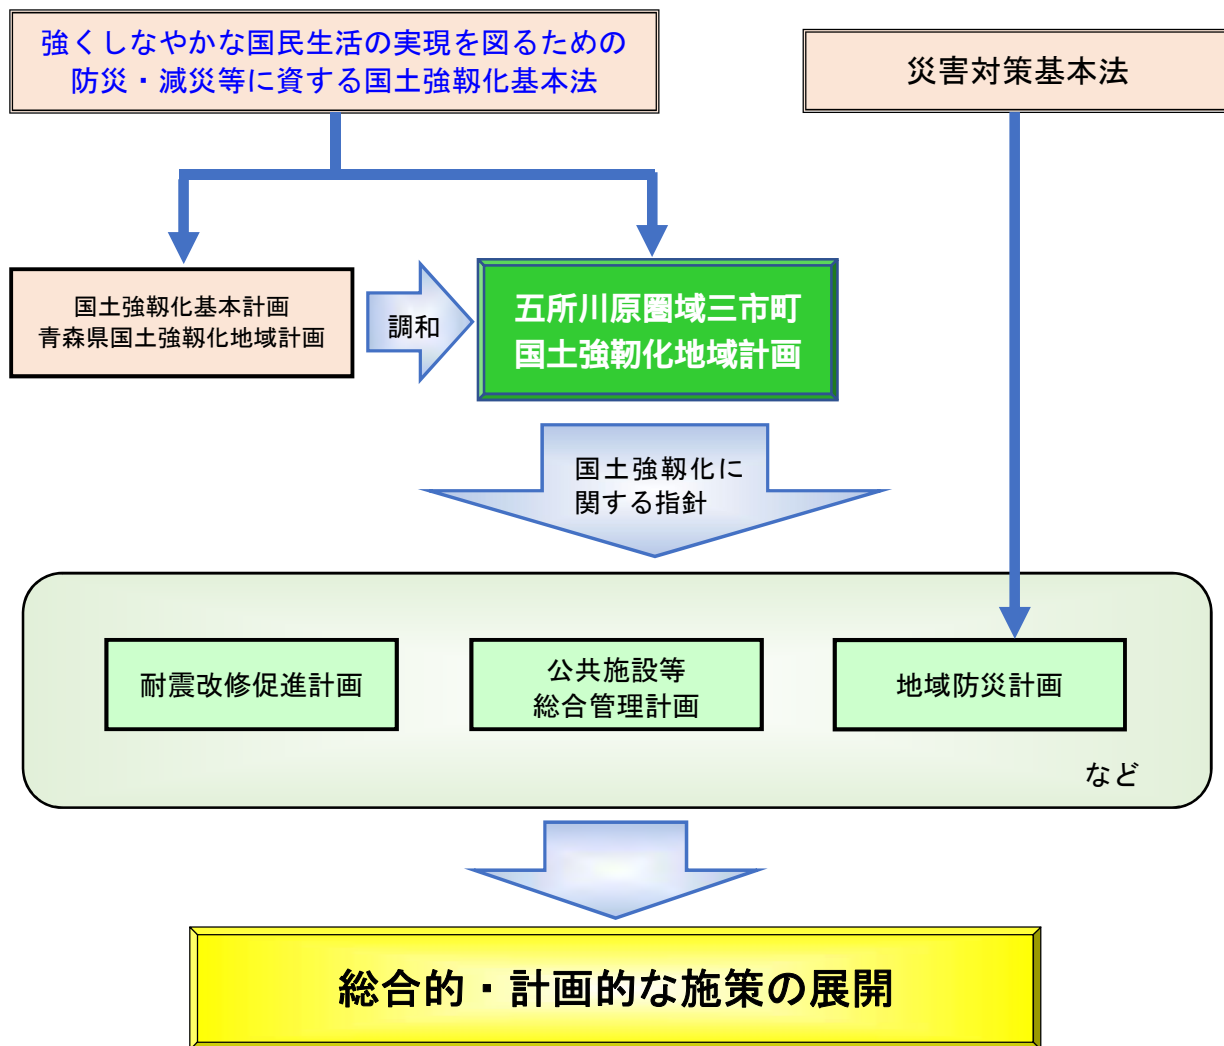 強くしなやかな国民生活の実現を図るための
防災・減災等に資する国土強靱化基本法
災害対策基本法
国土強靱化基本計画
青森県国土強靱化地域計画
調和
五所川原圏域三市町
国土強靭化地域計画
国土強靱化に
関する指針
耐震改修促進計画
公共施設等
総合管理計画
地域防災計画
など
総合的・計画的な施策の展開